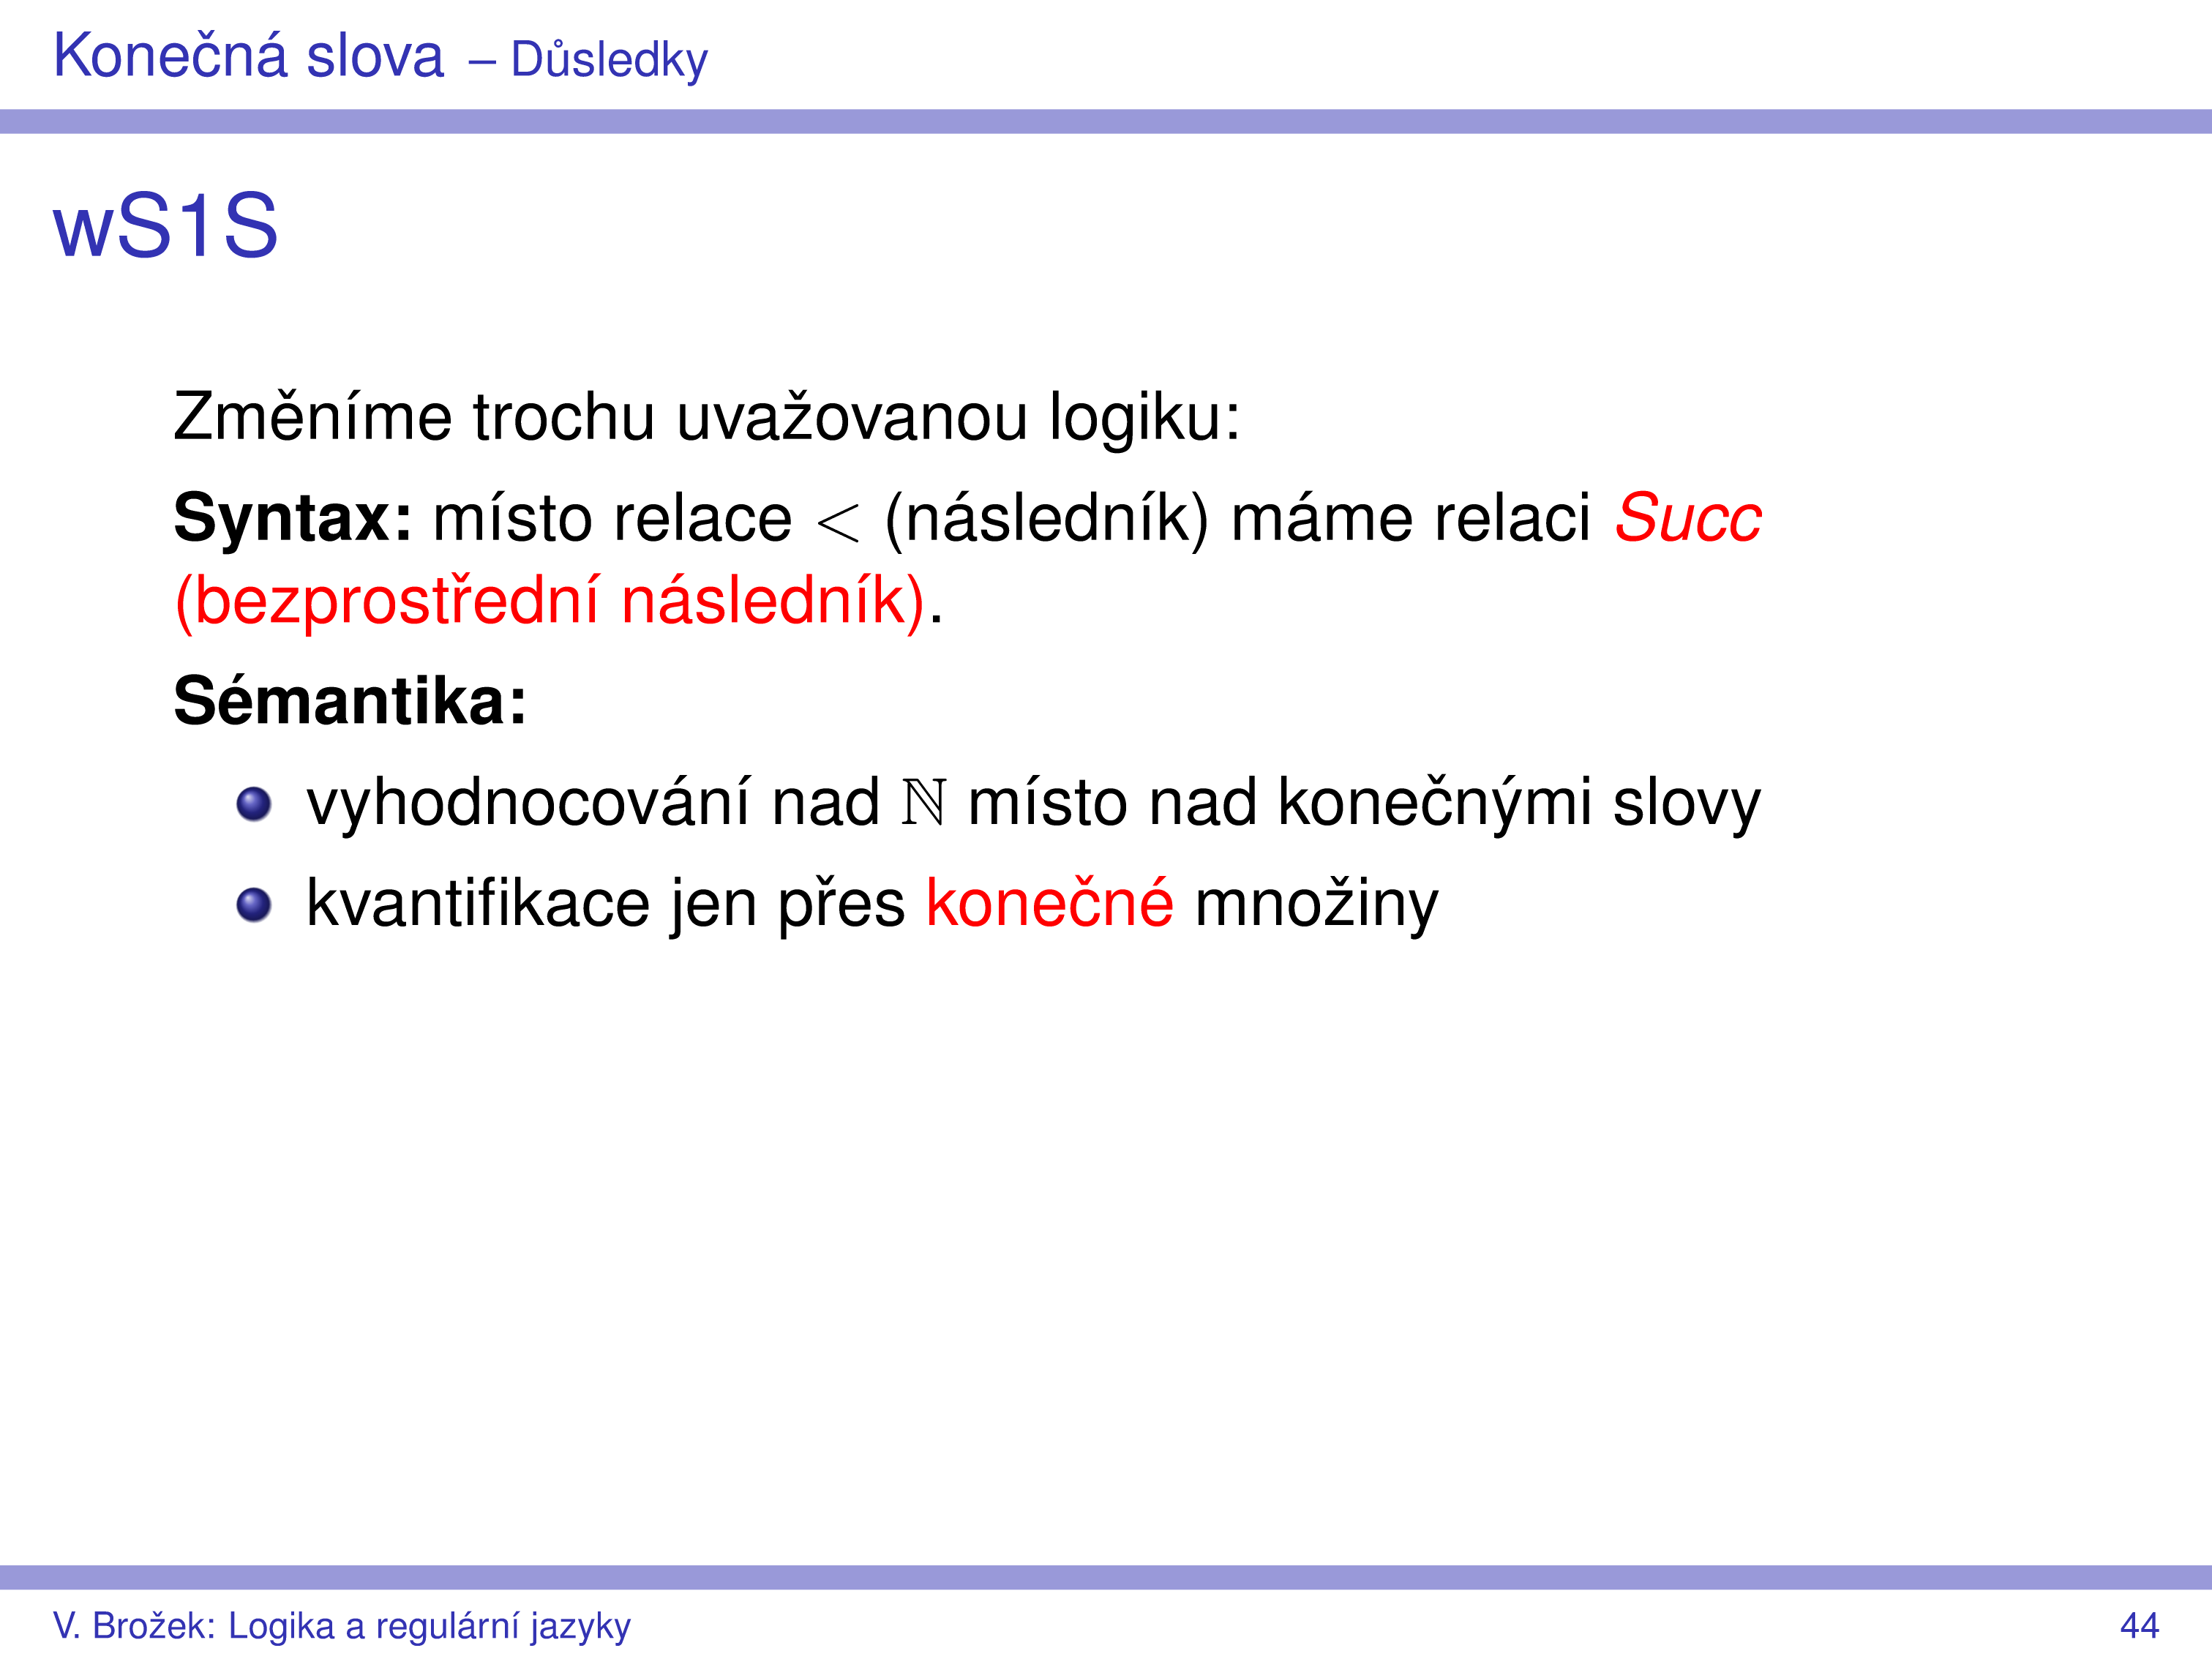 Konečná slova – Důsledky
wS1S
Změníme trochu uvažovanou logiku:
Syntax: místo relace < (následník) máme relaci Succ
(bezprostřední následník).
Sémantika:
vyhodnocování nad ℕ místo nad konečnými slovy
kvantifikace jen přes konečné množiny
V. Brožek: Logika a regulární jazyky 44